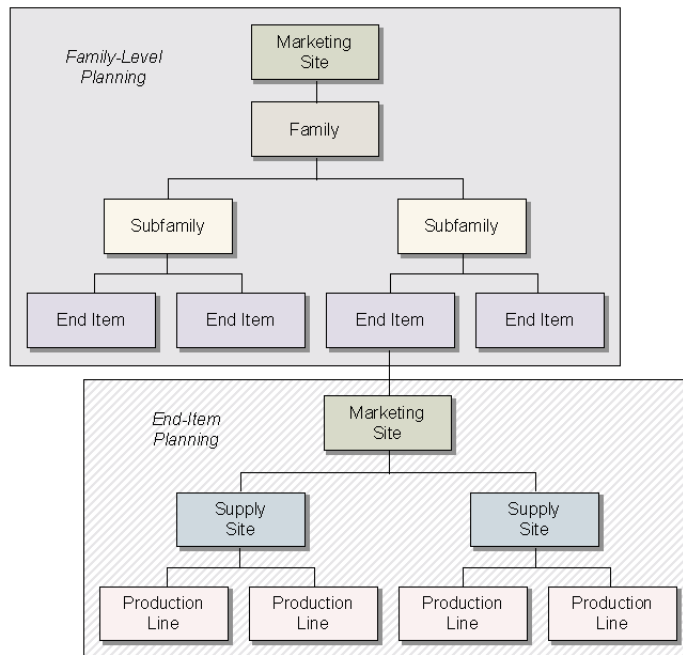 Family-Level
Planning
Marketing
Site
Family
Subfamily
Subfamily
End Item
End Item
End Item
End Item
End-Item
Planning
Marketing
Site
Supply
Site
Supply
Site
Production
Line
Production
Line
Production
Line
Production
Line